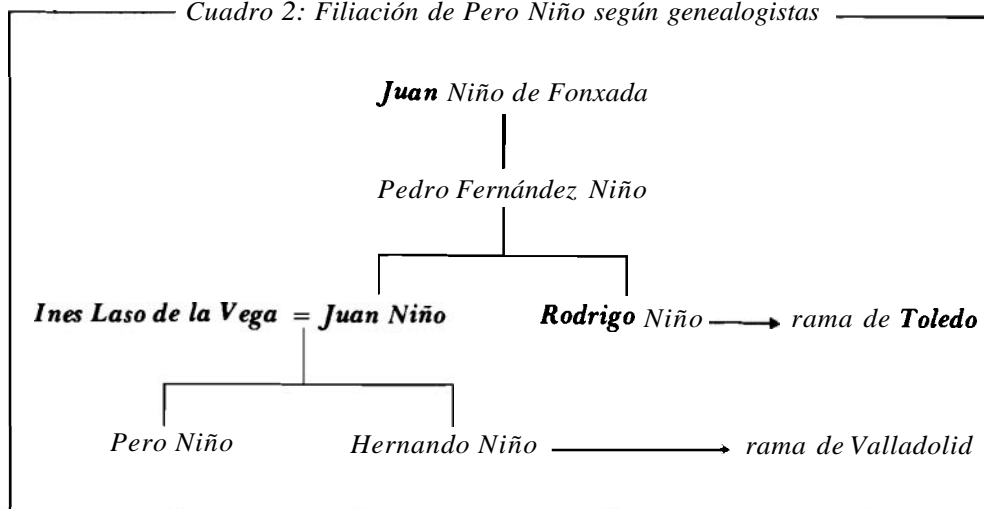 Cuadro 2: Filiación de Pero Niño según genealogistas
Juan Niño de Fonxada
Pedro Fernández Niño
Ines Laso de la Vega = Juan Niño Rodrigo Niño rama de Toledo
Pero Niño Hernando Niño rama de Valladolid